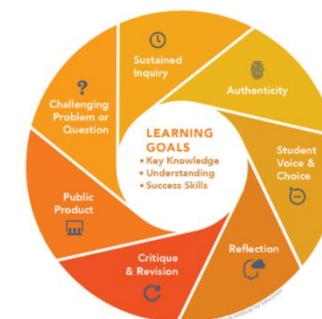 Sustained
Inquiry
Authenticity
Student
Voice &
Choice
Reflection
Critique
& Revision
Public
Product
?
Challenging
Problem or
Question
LEARNING
GOALS
• Key Knowledge
• Understanding
• Success Skills